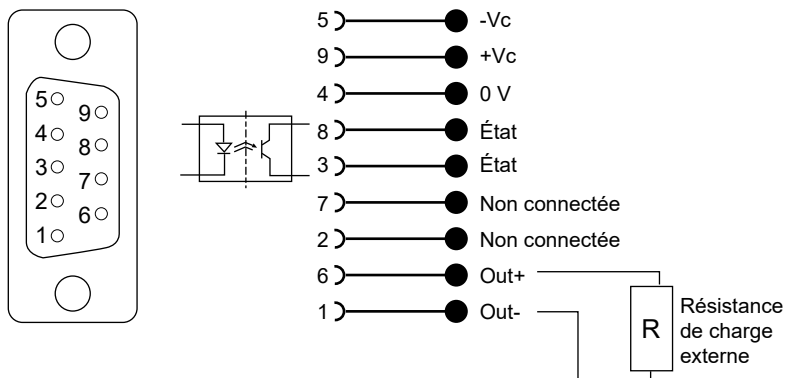 5 -Vc
9 +Vc
4 0 V
8 État
3 État
7 Non connectée
2 Non connectée
6 Out+
1 Out-
5
9
4
8
3
7
2
6
1
R
Résistance
de charge
externe